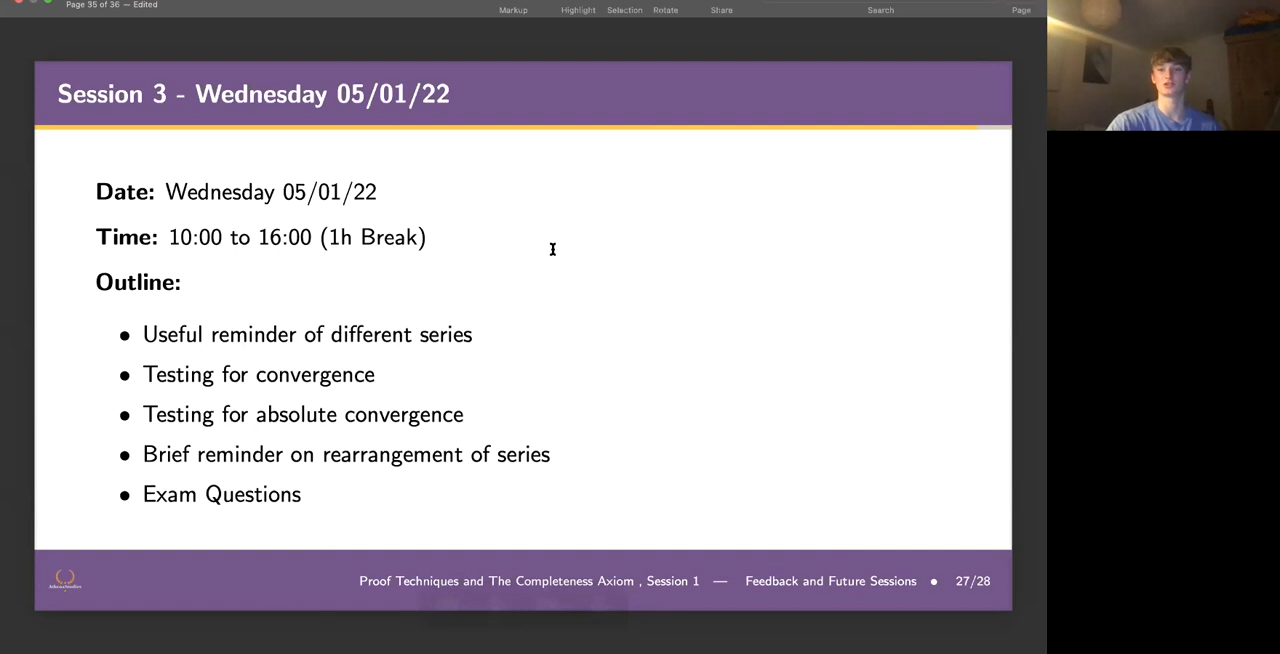 Page 35 of 36 — Edited
Markup Highlight Selection Rotate Share Search Page
Session 3 - Wednesday 05/01/22
Date: Wednesday 05/01/22
Time: 10:00 to 16:00 (1h Break)
Outline:
• Useful reminder of different series
• Testing for convergence
• Testing for absolute convergence
• Brief reminder on rearrangement of series
• Exam Questions
Proof Techniques and The Completeness Axiom , Session 1 — Feedback and Future Sessions • 27/28